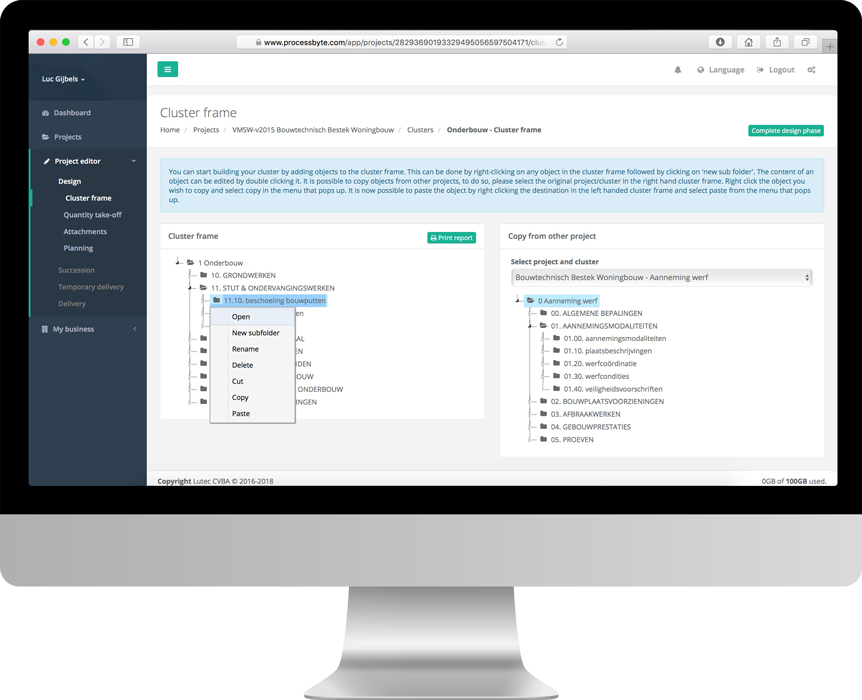 www.processbyte.com/app/projects/28293690193329495056597504171/clus
Luc Gijbels
Language
Logout
Dashboard
Projects
Project editor
Design
Cluster frame
Quantity take-off
Attachments
Planning
Succession
Temporary delivery
Delivery
My business
Cluster frame
Home / Projects / VMSW-v2015 Bouwtechnisch Bestek Woningbouw / Clusters / Onderbouw - Cluster frame
Complete design phase
You can start building your cluster by adding objects to the cluster frame. This can be done by right-clicking on any object in the cluster frame followed by clicking on 'new sub folder'. The content of an
object can be edited by double clicking it. It is possible to copy objects from other projects, to do so, please select the original project/cluster in the right hand cluster frame. Right click the object you
wish to copy and select copy in the menu that pops up. It is now possible to paste the object by right clicking the destination in the left handed cluster frame and select paste from the menu that pops
up.
Cluster frame
Print report
1 Onderbouw
10. GRONDWERKEN
11. STUT & ONDERVANGINGSWERKEN
11.10. beschoeiing bouwputten
en
AL
EN
IDEN
OUW
ONDERBOUW
INGEN
Open
New subfolder
Rename
Delete
Cut
Copy
Paste
Copy from other project
Select project and cluster
Bouwtechnisch Bestek Woningbouw - Aanneming werf
0 Aanneming werf
00. ALGEMENE BEPALINGEN
01. AANNEMINGSMODALITEITEN
01.00. aannemingsmodaliteiten
01.10. plaatsbeschrijvingen
01.20. werfcoördinatie
01.30. werfcondities
01.40. veiligheidsvoorschriften
02. BOUWPLAATSVOORZIENINGEN
03. AFBRAAKWERKEN
04. GEBOUWPRESTATIES
05. PROEVEN
Copyright Lutec CVBA © 2016-2018
0GB of 100GB used.